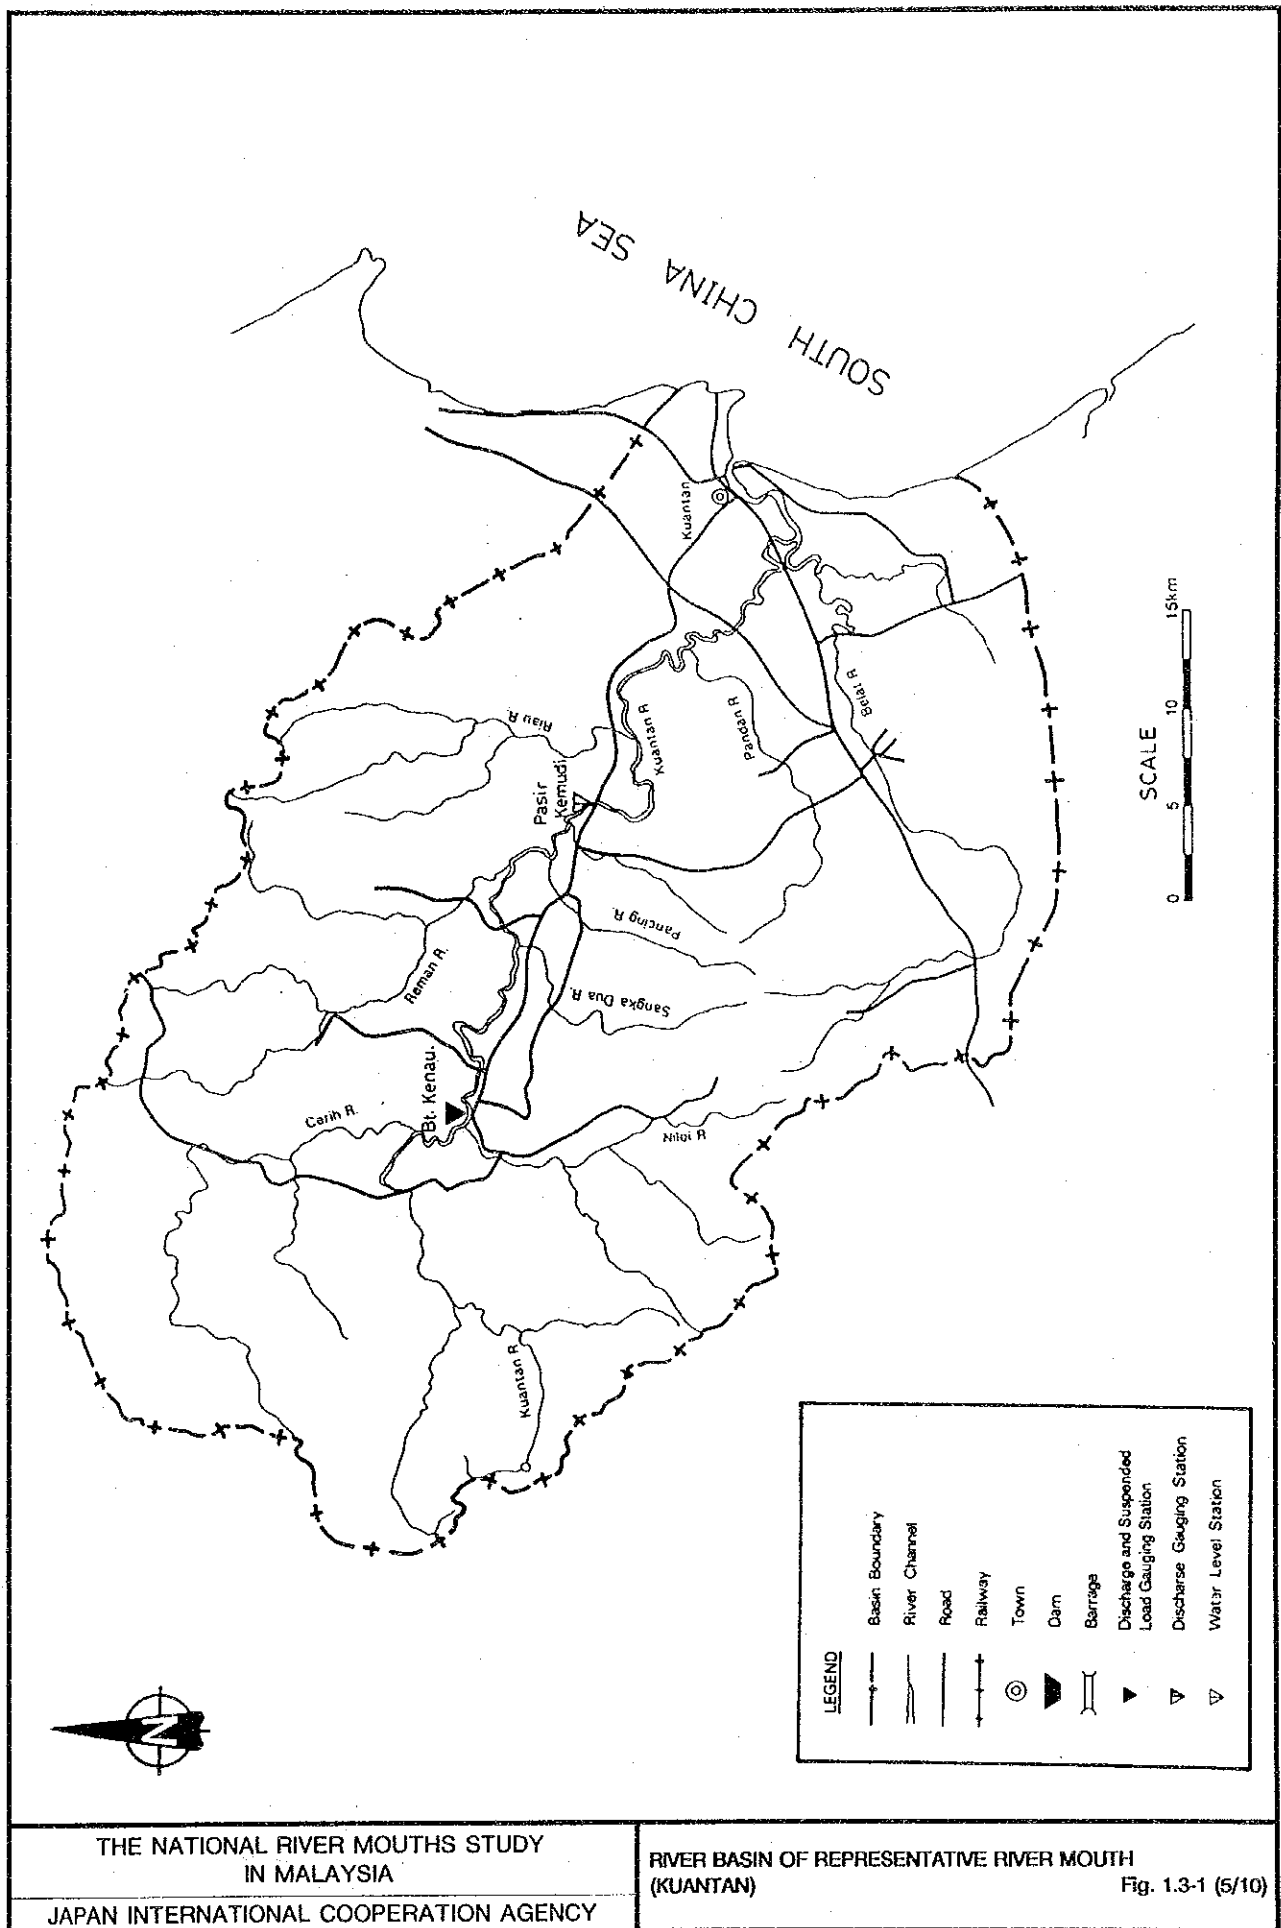 SOUTH CHINA SEA
Kuantan
Riau R.
Kuantan R
Pandan R
Belat R
Pasir
Kemudi
Pancing R.
Reman R.
Sangka Dua R.
Bt. Kenau.
Carih R.
Kuantan R
SCALE
0 5 10 15km
N
LEGEND
Basin Boundary
River Channel
Road
Railway
Town
Dam
Barrage
Discharge and Suspended
Load Gauging Station
Discharse Gauging Station
Water Level Station
THE NATIONAL RIVER MOUTHS STUDY
IN MALAYSIA
JAPAN INTERNATIONAL COOPERATION AGENCY
RIVER BASIN OF REPRESENTATIVE RIVER MOUTH
(KUANTAN)
Fig. 1.3-1 (5/10)